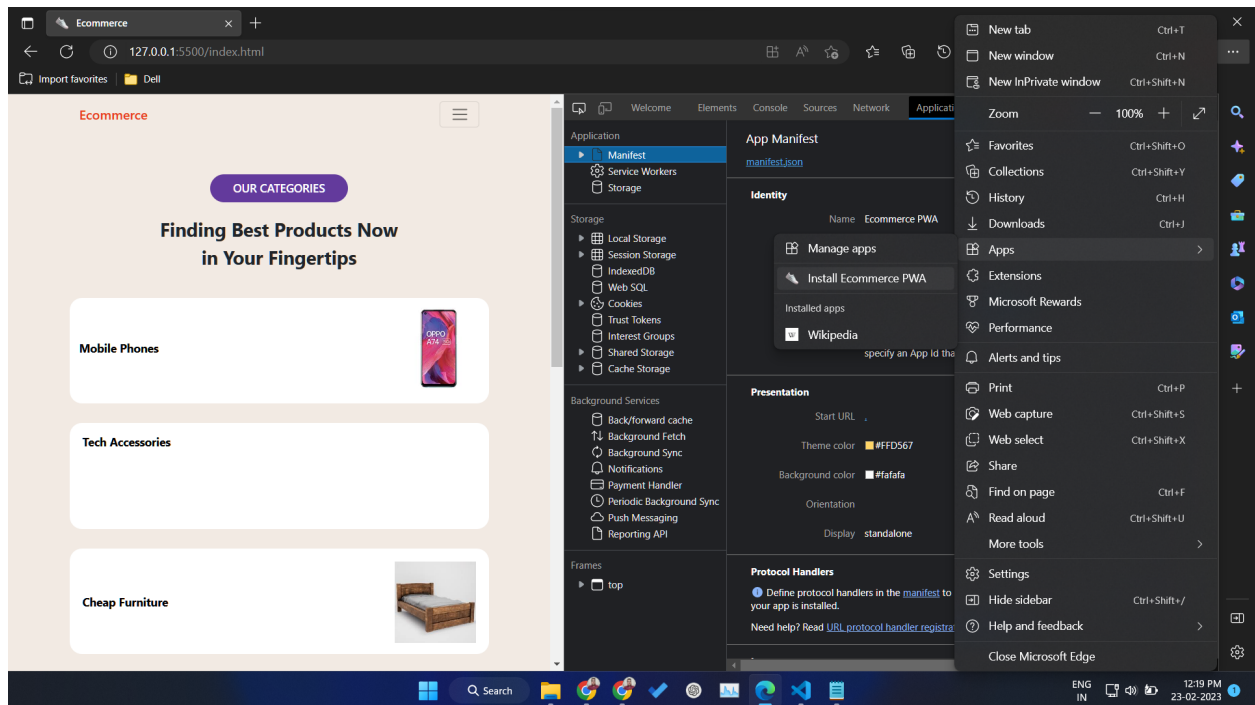 Ecommerce
127.0.0.1:5500/index.html
Import favorites
Dell
Ecommerce
OUR CATEGORIES
Finding Best Products Now
in Your Fingertips
Mobile Phones
OPPO
A74
Tech Accessories
Cheap Furniture
Welcome Elements Console Sources Network Applicati
Application
Manifest
Service Workers
Storage
Storage
Local Storage
Session Storage
IndexedDB
Web SQL
Cookies
Trust Tokens
Interest Groups
Shared Storage
Cache Storage
Background Services
Back/forward cache
Background Fetch
Background Sync
Notifications
Payment Handler
Periodic Background Sync
Push Messaging
Reporting API
Frames
top
App Manifest
manifest.json
Identity
Name Ecommerce PWA
specify an App Id tha
Presentation
Start URL .
Theme color #FFD567
Background color #fafafa
Orientation
Display standalone
Protocol Handlers
Define protocol handlers in the manifest to
your app is installed.
Need help? Read URL protocol handler registra
Manage apps
Install Ecommerce PWA
Installed apps
W Wikipedia
New tab Ctrl+T
New window Ctrl+N
New InPrivate window Ctrl+Shift+N
Zoom — 100% +
Favorites Ctrl+Shift+O
Collections Ctrl+Shift+Y
History Ctrl+H
Downloads Ctrl+J
Apps
Extensions
Microsoft Rewards
Performance
Alerts and tips
Print Ctrl+P
Web capture Ctrl+Shift+S
Web select Ctrl+Shift+X
Share
Find on page Ctrl+F
Read aloud Ctrl+Shift+U
More tools
Settings
Hide sidebar Ctrl+Shift+/
Help and feedback
Close Microsoft Edge
Search
ENG
IN
12:19 PM
23-02-2023
1